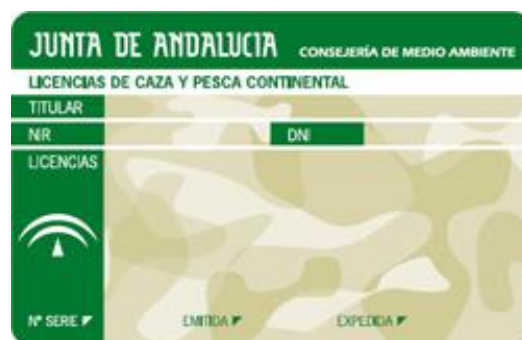 JUNTA DE ANDALUCIA CONSEJERÍA DE MEDIO AMBIENTE
LICENCIAS DE CAZA Y PESCA CONTINENTAL
TITULAR
NIR DNI
LICENCIAS
Nº SERIE EMITIDA EXPEDIDA